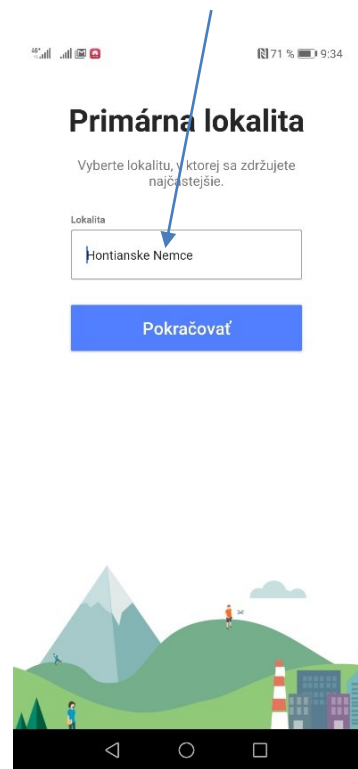 71 % 9:34
Primárna lokalita
Vyberte lokalitu, v ktorej sa zdržujete
najčastejšie.
Lokalita
Hontianske Nemce
Pokračovať